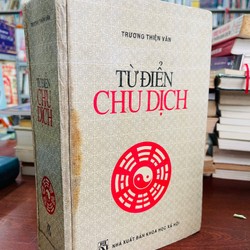 TRƯƠNG THIỆN VĂN
TỪ ĐIỂN
CHU DỊCH
NHÀ XUẤT BẢN KHOA HỌC XÃ HỘI
TỪ ĐIỂN
CHU
DỊCH